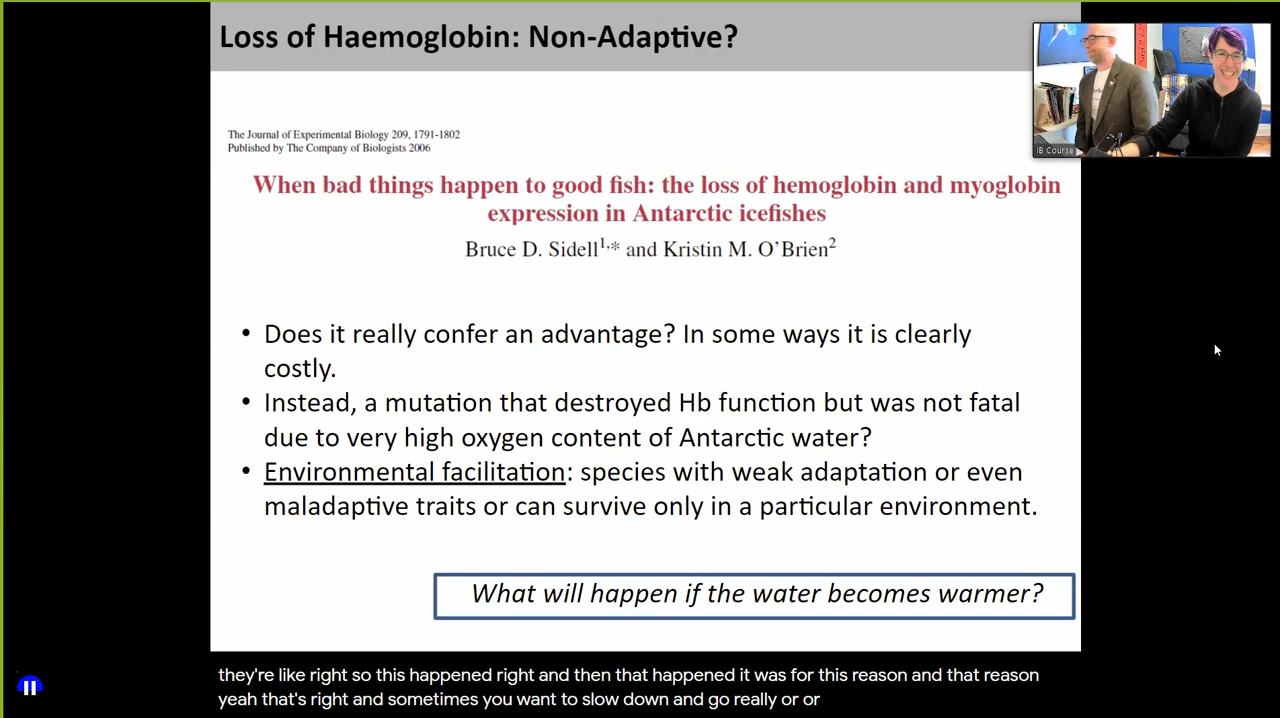 Loss of Haemoglobin: Non-Adaptive?
IB Course
The Journal of Experimental Biology 209, 1791-1802
Published by The Company of Biologists 2006
When bad things happen to good fish: the loss of hemoglobin and myoglobin
expression in Antarctic icefishes
Bruce D. Sidell1,* and Kristin M. O'Brien2
• Does it really confer an advantage? In some ways it is clearly
costly.
• Instead, a mutation that destroyed Hb function but was not fatal
due to very high oxygen content of Antarctic water?
• Environmental facilitation: species with weak adaptation or even
maladaptive traits or can survive only in a particular environment.
What will happen if the water becomes warmer?
they're like right so this happened right and then that happened it was for this reason and that reason
yeah that's right and sometimes you want to slow down and go really or or